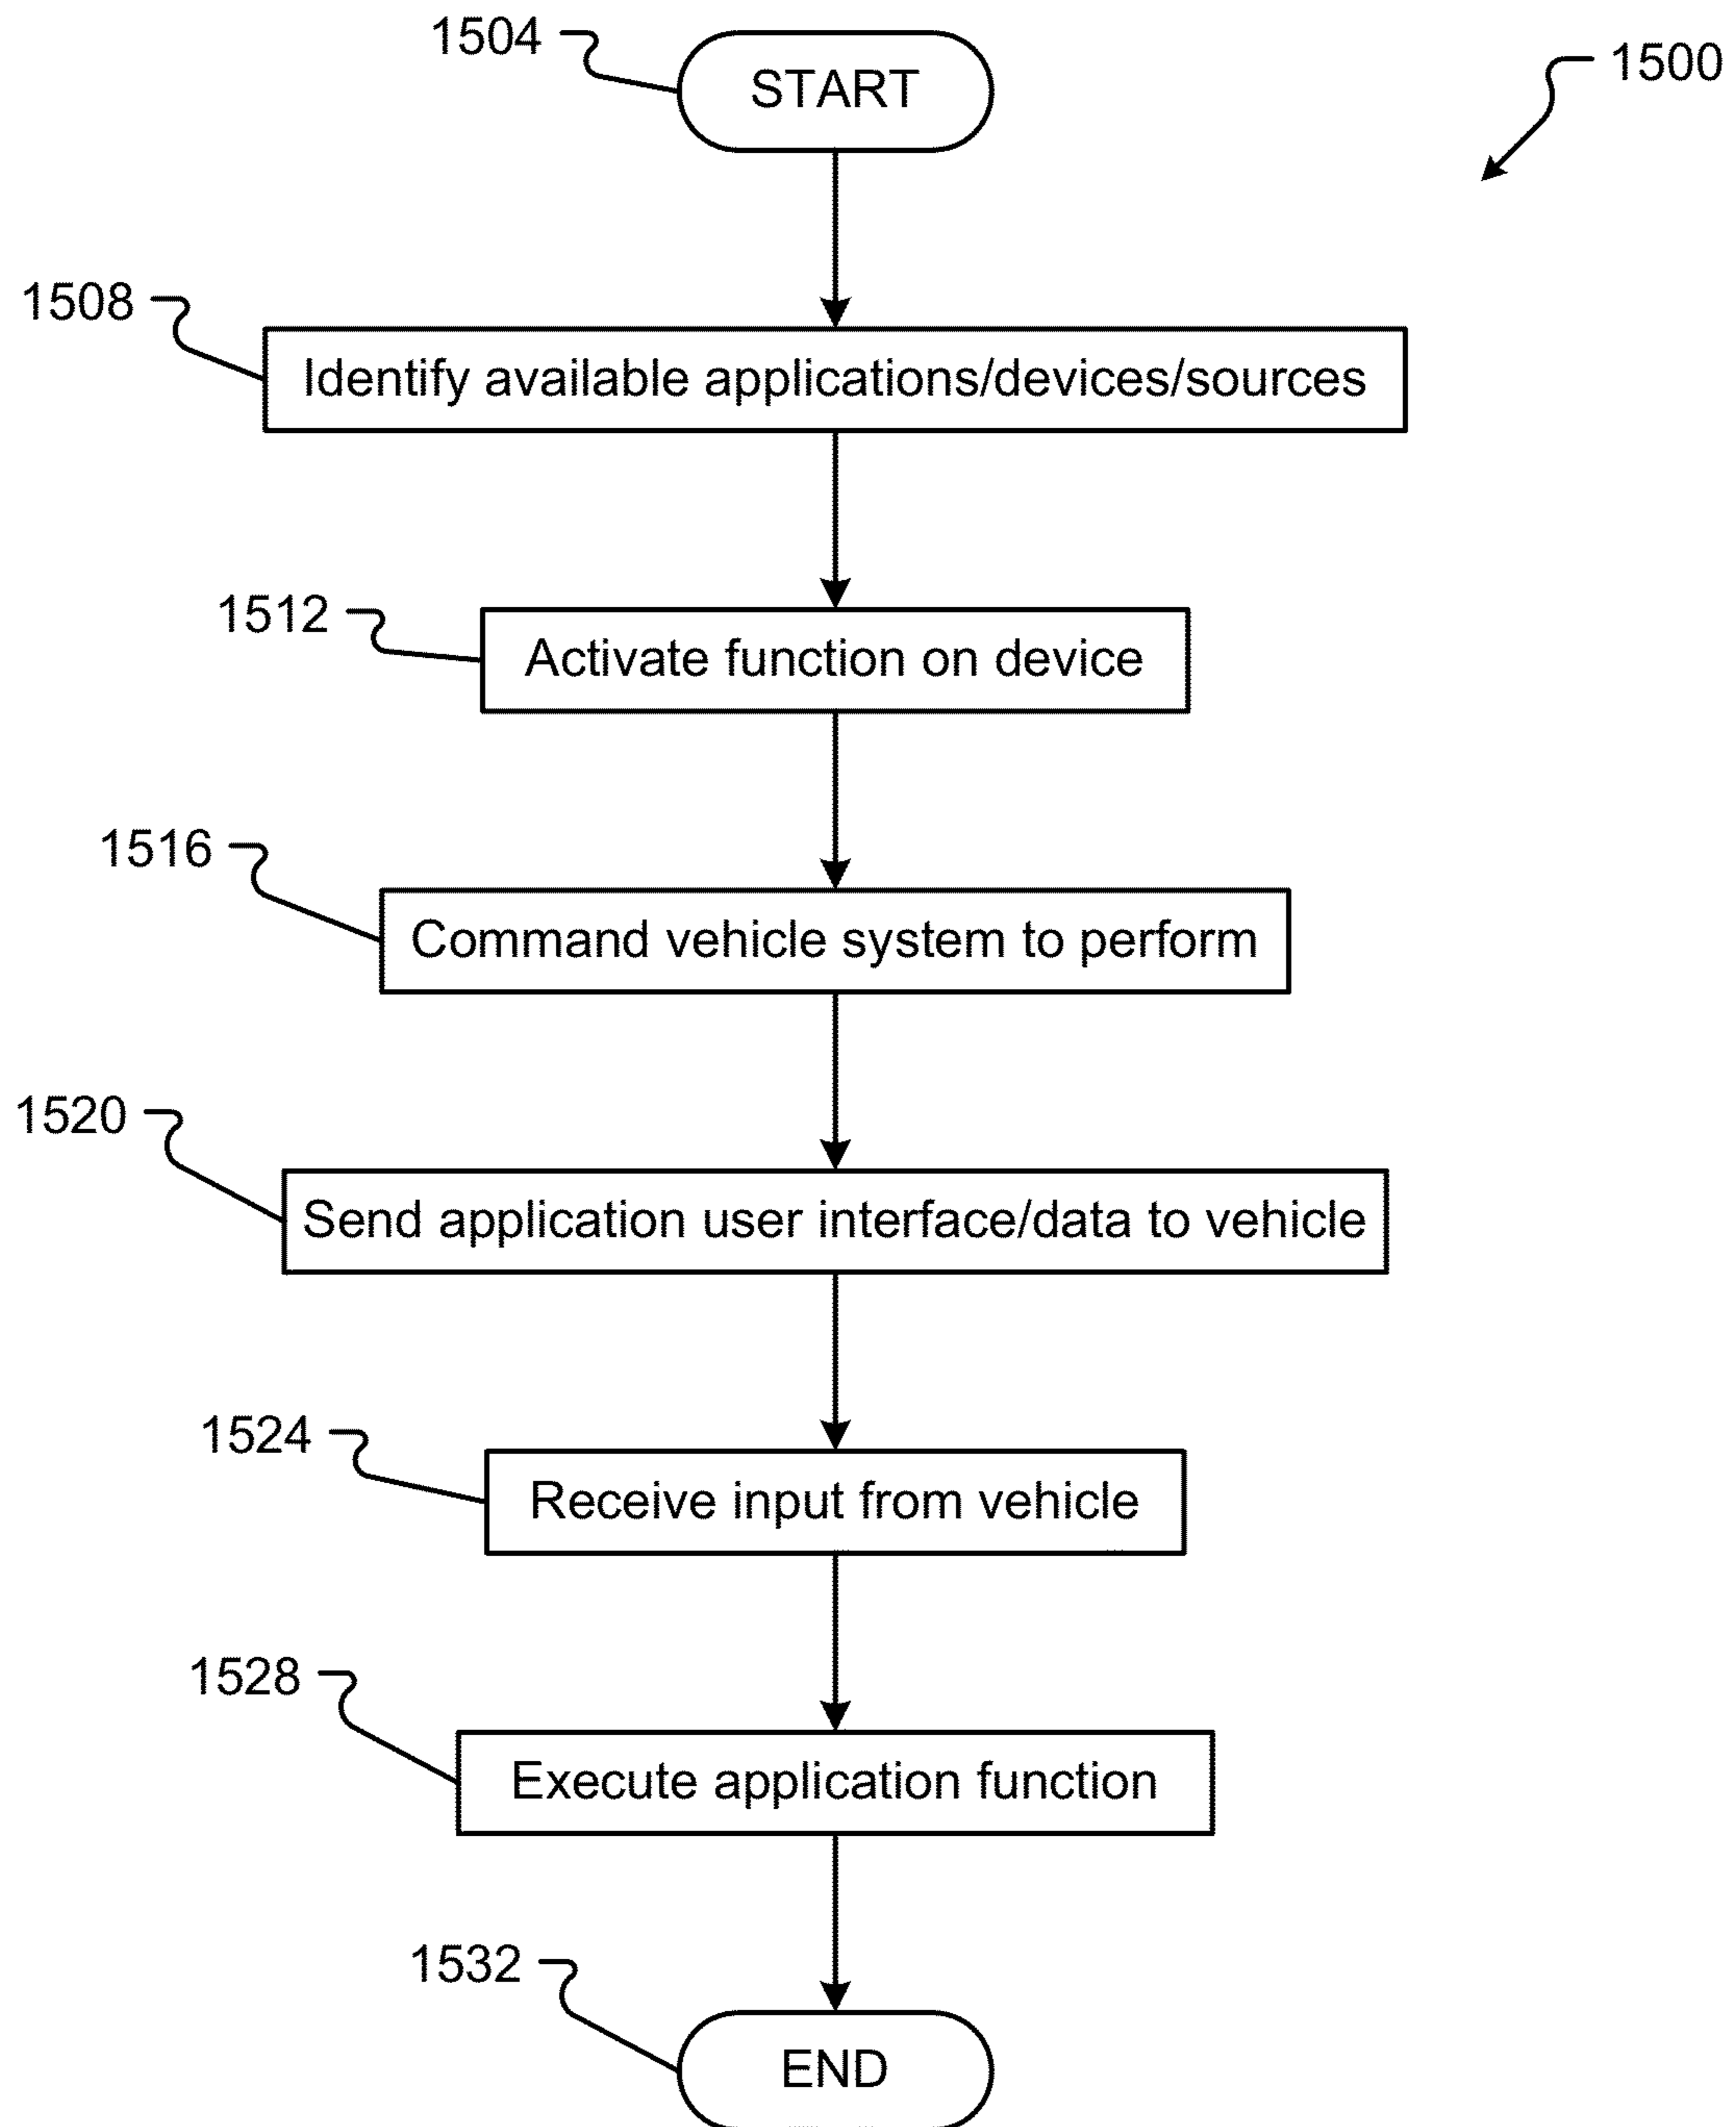 1504
START
1500
1508
Identify available applications/devices/sources
1512
Activate function on device
1516
Command vehicle system to perform
1520
Send application user interface/data to vehicle
1524
Receive input from vehicle
1528
Execute application function
1532
END